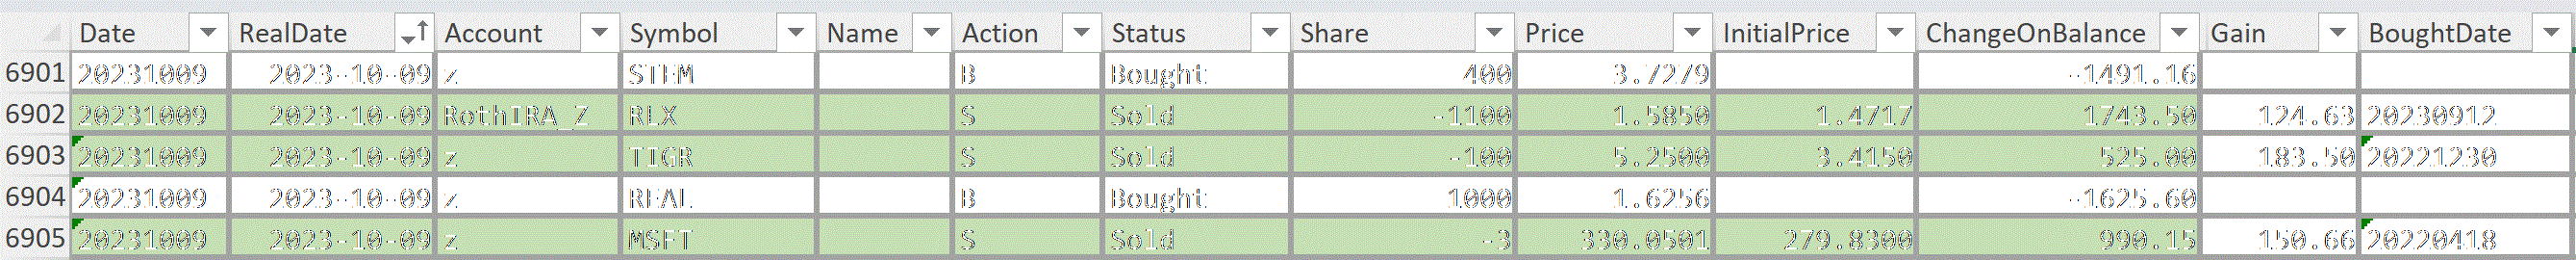 Date RealDate Account Symbol Name Action Status Share Price InitialPrice ChangeOnBalance Gain BoughtDate
6901 20231009 2023-10-09 z STEM B Bought 400 3.7279 -1491.16
6902 20231009 2023-10-09 RothIRA_Z RLX S Sold -1100 1.5850 1.4717 1743.50 124.63 20230912
6903 20231009 2023-10-09 z TIGR S Sold -100 5.2500 3.4150 525.00 183.50 20221230
6904 20231009 2023-10-09 z REAL B Bought 1000 1.6256 -1625.60
6905 20231009 2023-10-09 z MSFT S Sold -3 330.0501 279.8300 990.15 150.66 20220418